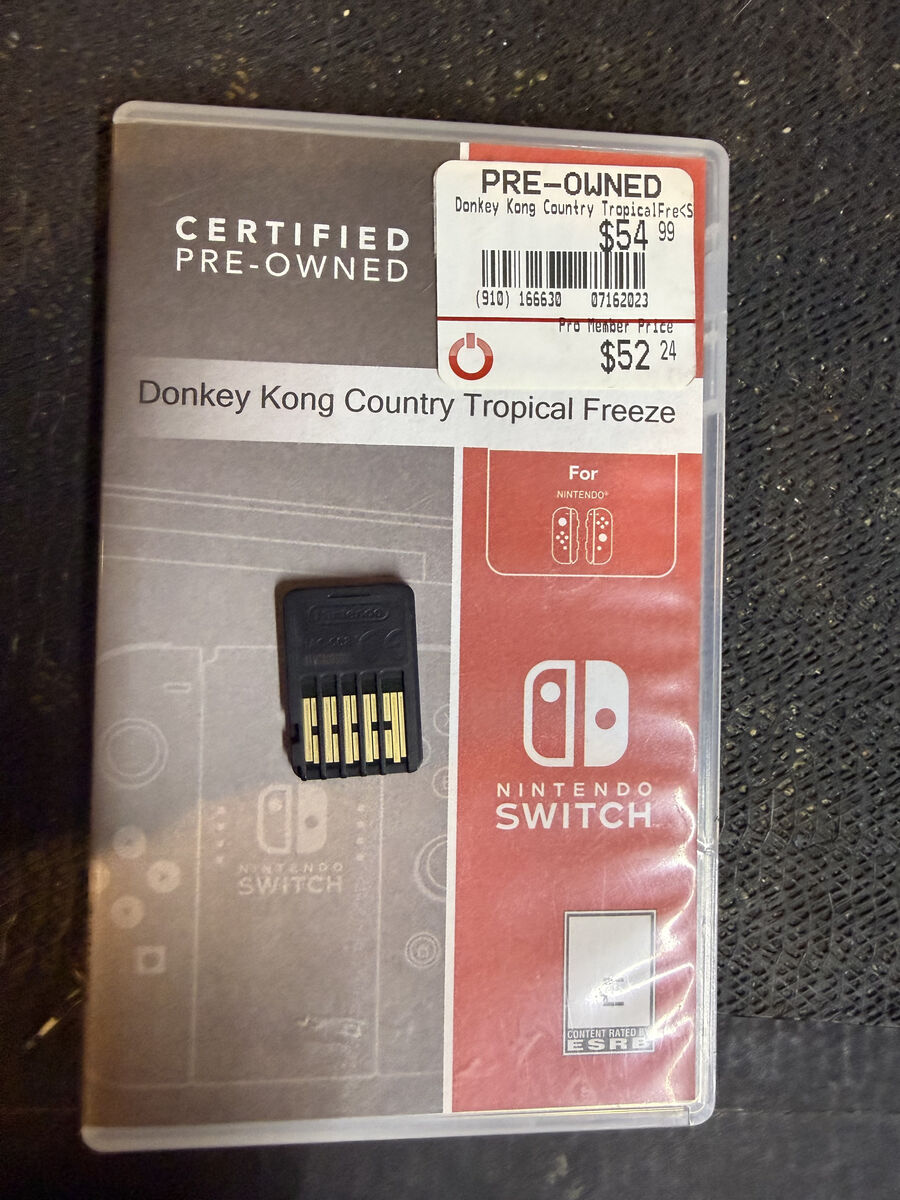 PRE-OWNED
Donkey Kong Country TropicalFre<S
$54 99
(910) 166630 07162023
Pro Member Price
$52 24
CERTIFIED
PRE-OWNED
Donkey Kong Country Tropical Freeze
For
NINTENDO®
Nintendo
NINTENDO
SWITCH
NINTENDO
SWITCH
E
CONTENT RATED BY
ESRB